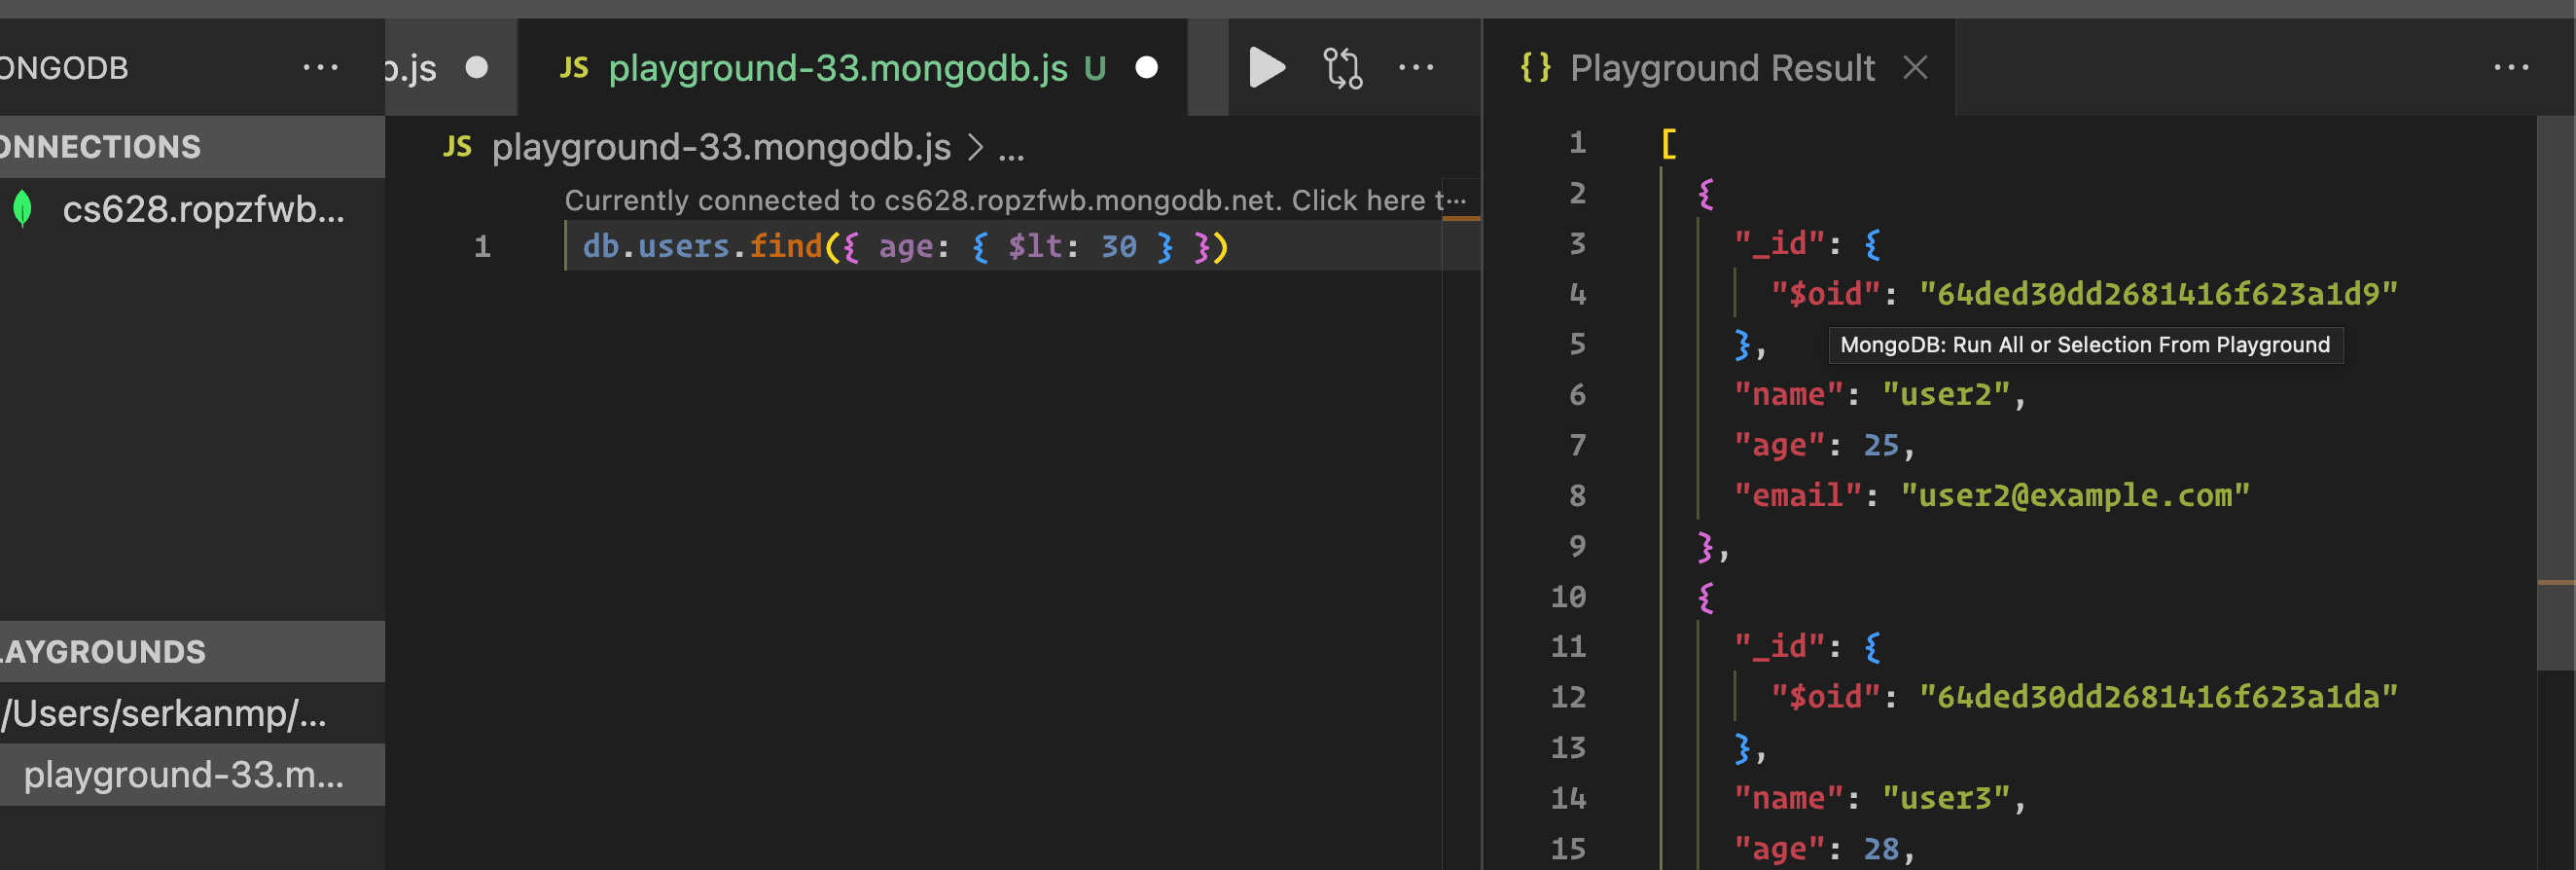 ONGODB ...
ONNECTIONS
cs628.ropzfwb...
AYGROUNDS
/Users/serkanmp/...
playground-33.m...
.js
JS playground-33.mongodb.js U
JS playground-33.mongodb.js > ...
Currently connected to cs628.ropzfwb.mongodb.net. Click here t...
1 db.users.find({ age: { $lt: 30 } })
{} Playground Result
1 [
2 {
3 "_id": {
4 "$oid": "64ded30dd2681416f623a1d9"
5 },
MongoDB: Run All or Selection From Playground
6 "name": "user2",
7 "age": 25,
8 "email": "user2@example.com"
9 },
10 {
11 "_id": {
12 "$oid": "64ded30dd2681416f623a1da"
13 },
14 "name": "user3",
15 "age": 28,